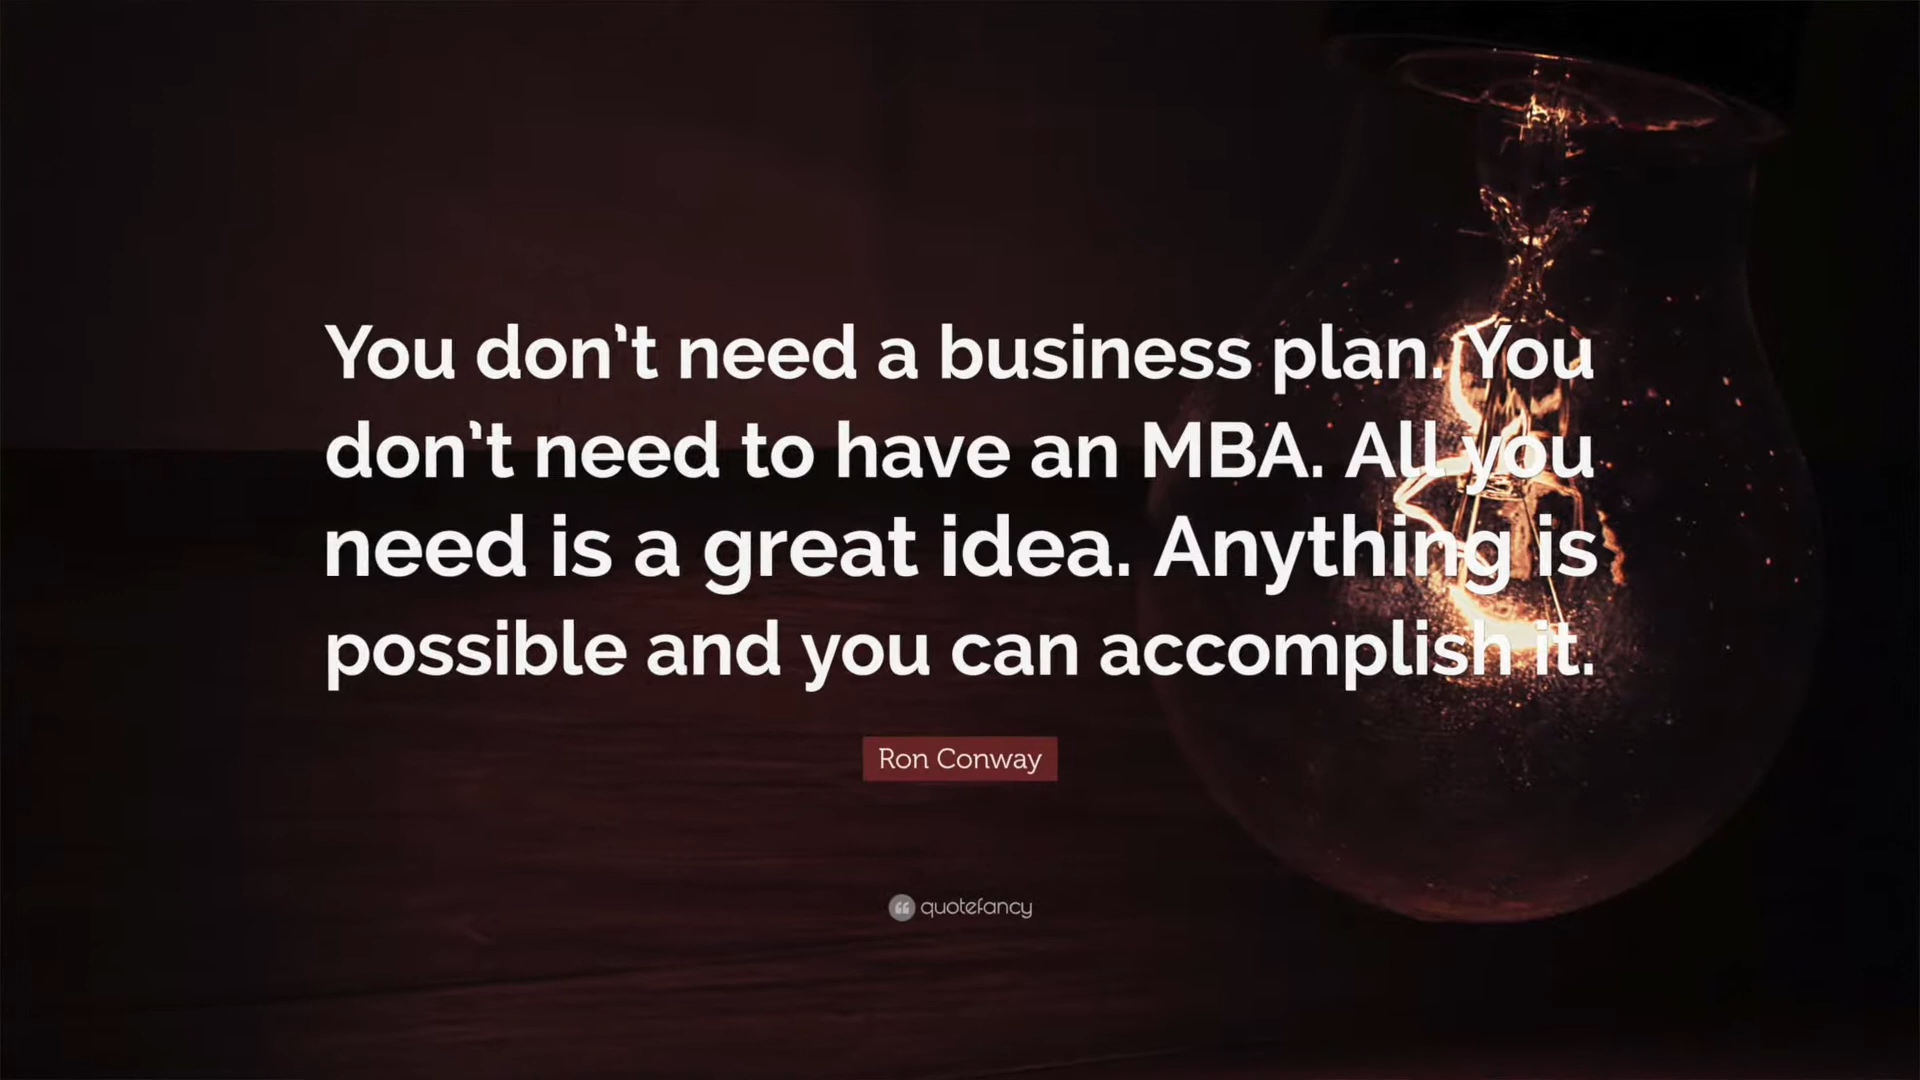 You don’t need a business plan. You
don’t need to have an MBA. All you
need is a great idea. Anything is
possible and you can accomplish it.
Ron Conway
quotefancy